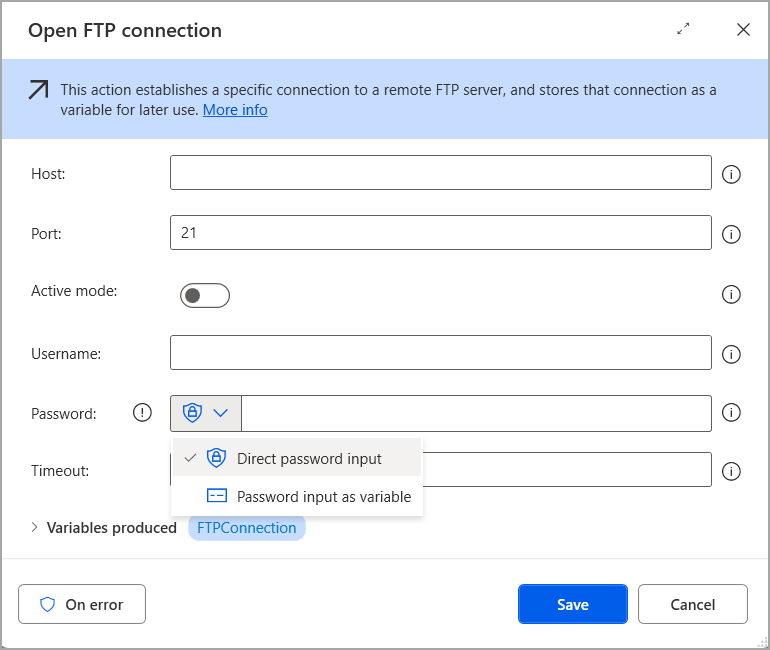 Open FTP connection
This action establishes a specific connection to a remote FTP server, and stores that connection as a
variable for later use. More info
Host:
Port:
21
Active mode:
Username:
Password:
Direct password input
Timeout:
Password input as variable
Variables produced
FTPConnection
On error
Save
Cancel